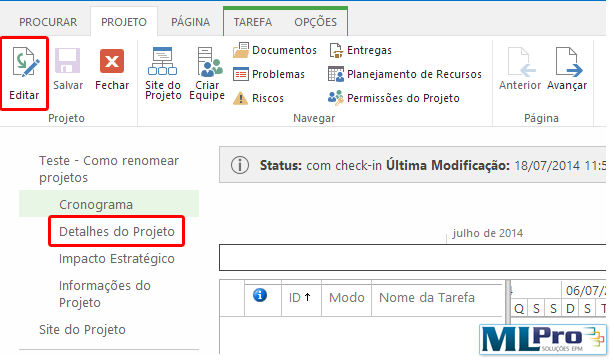 PROCURAR PROJETO PÁGINA TAREFA OPÇÕES
Editar Salvar Fechar
Projeto
Site do Projeto Criar Equipe
Documentos Entregas
Problemas Planejamento de Recursos
Riscos Permissões do Projeto
Navegar
Anterior Avançar
Página
Teste - Como renomear
projetos
Cronograma
Detalhes do Projeto
Impacto Estratégico
Informações do
Projeto
Site do Projeto
Status: com check-in Última Modificação: 18/07/2014 11:5
julho de 2014
ID Modo Nome da Tarefa
06/07/2
Q S S D S T
MLPro
SOLUÇÕES EPM